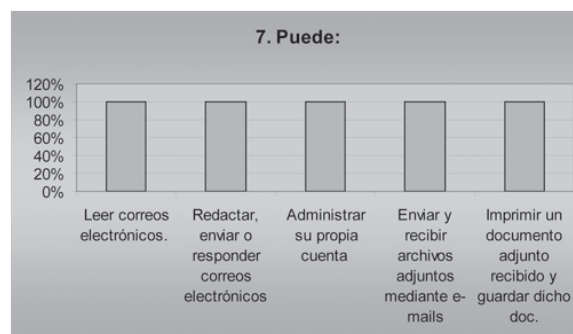 7. Puede:
120%
100%
80%
60%
40%
20%
0%
Leer correos
electrónicos.
Redactar,
enviar o
responder
correos
electrónicos
Administrar
su propia
cuenta
Enviar y
recibir
archivos
adjuntos
mediante e-
mails
Imprimir un
documento
adjunto
recibido y
guardar dicho
doc.